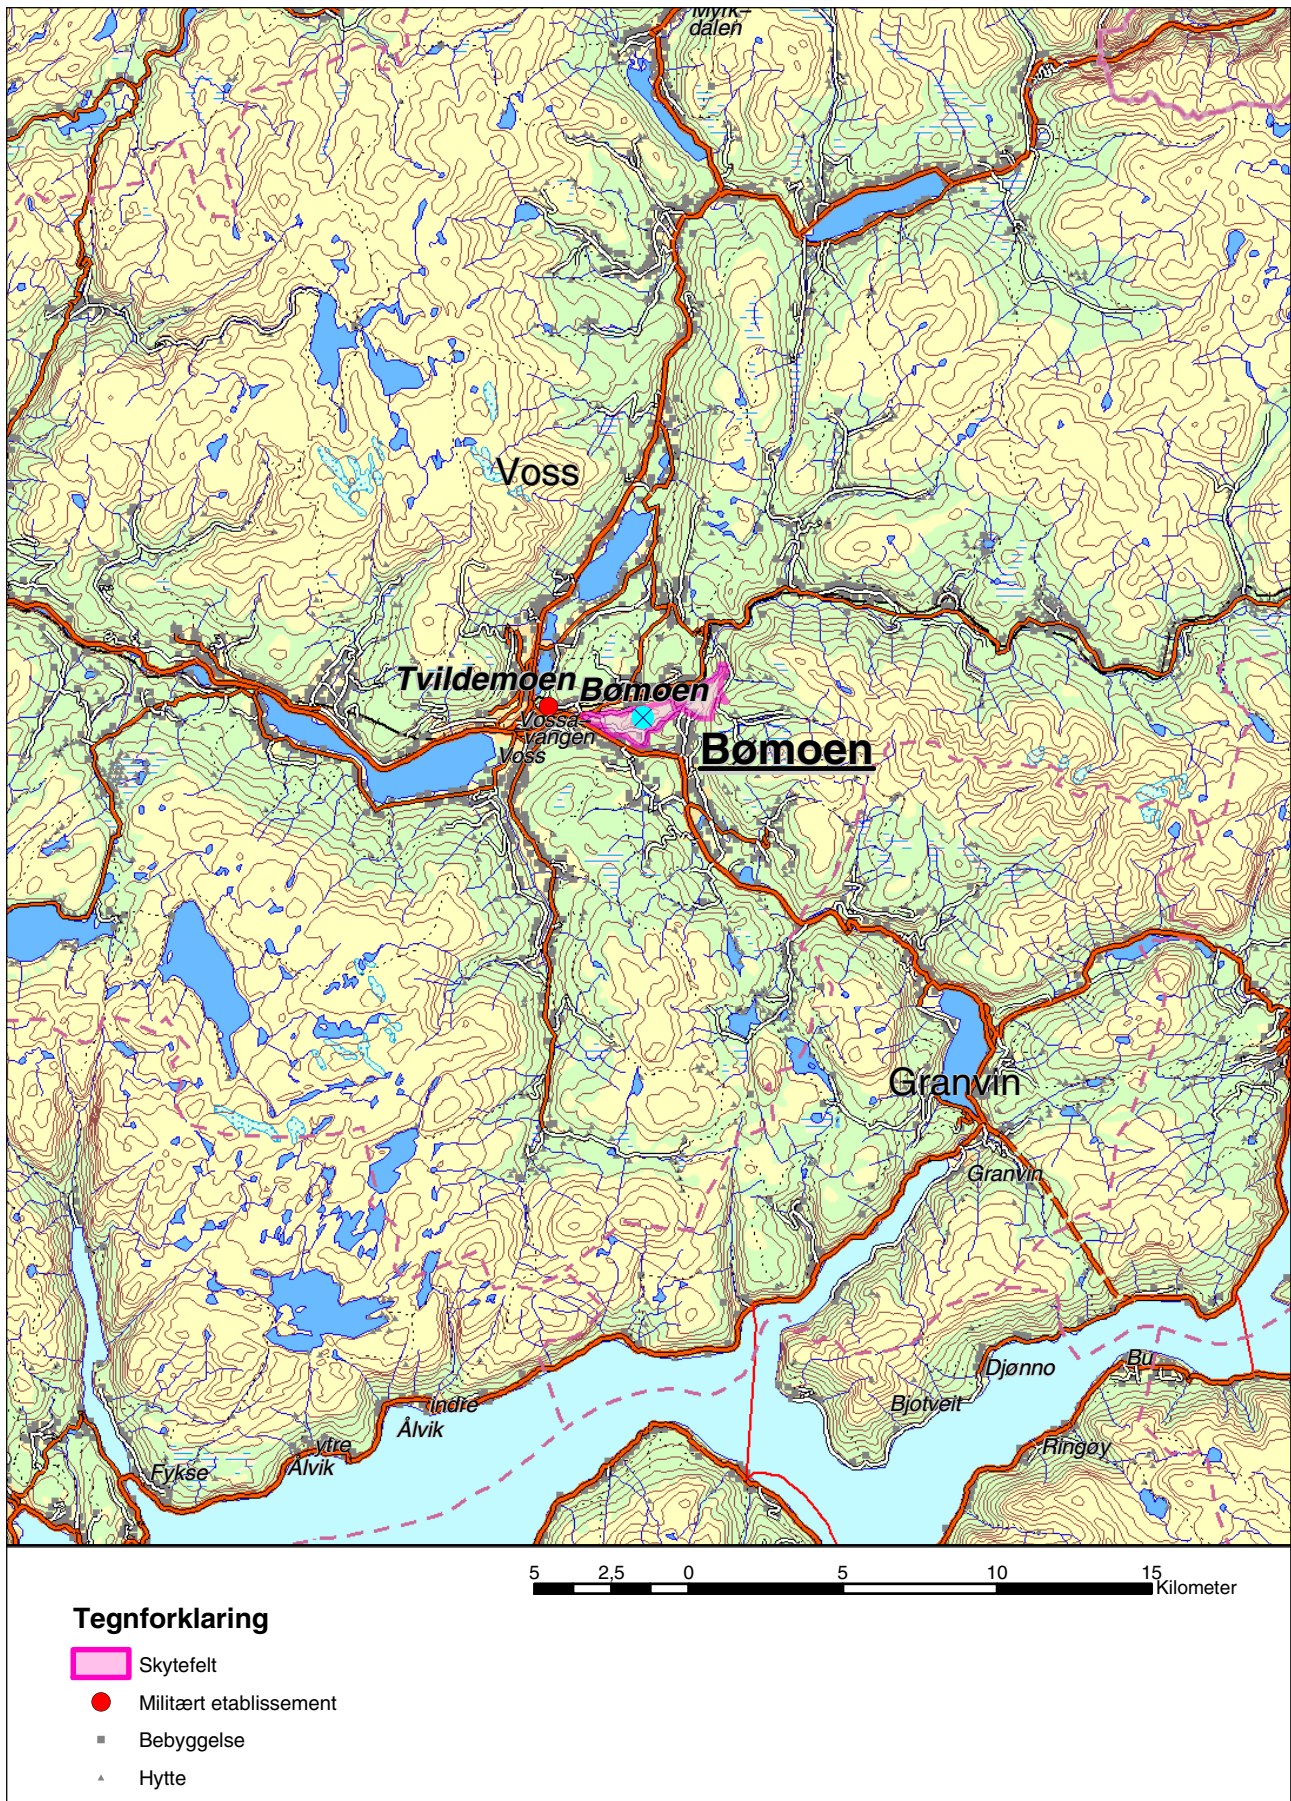 Myrk-
dalen
Voss
Tvildemoen
Bømoen
Vossa-
vangen
Voss
Bømoen
Granvin
Granvin
Djønno
Bu
Bjotveit
indre
Ålvik
Ringøy
ytre
Ålvik
Fykse
5 2,5 0 5 10 15
Kilometer
Tegnforklaring
Skytefelt
Militært etablissement
Bebyggelse
Hytte